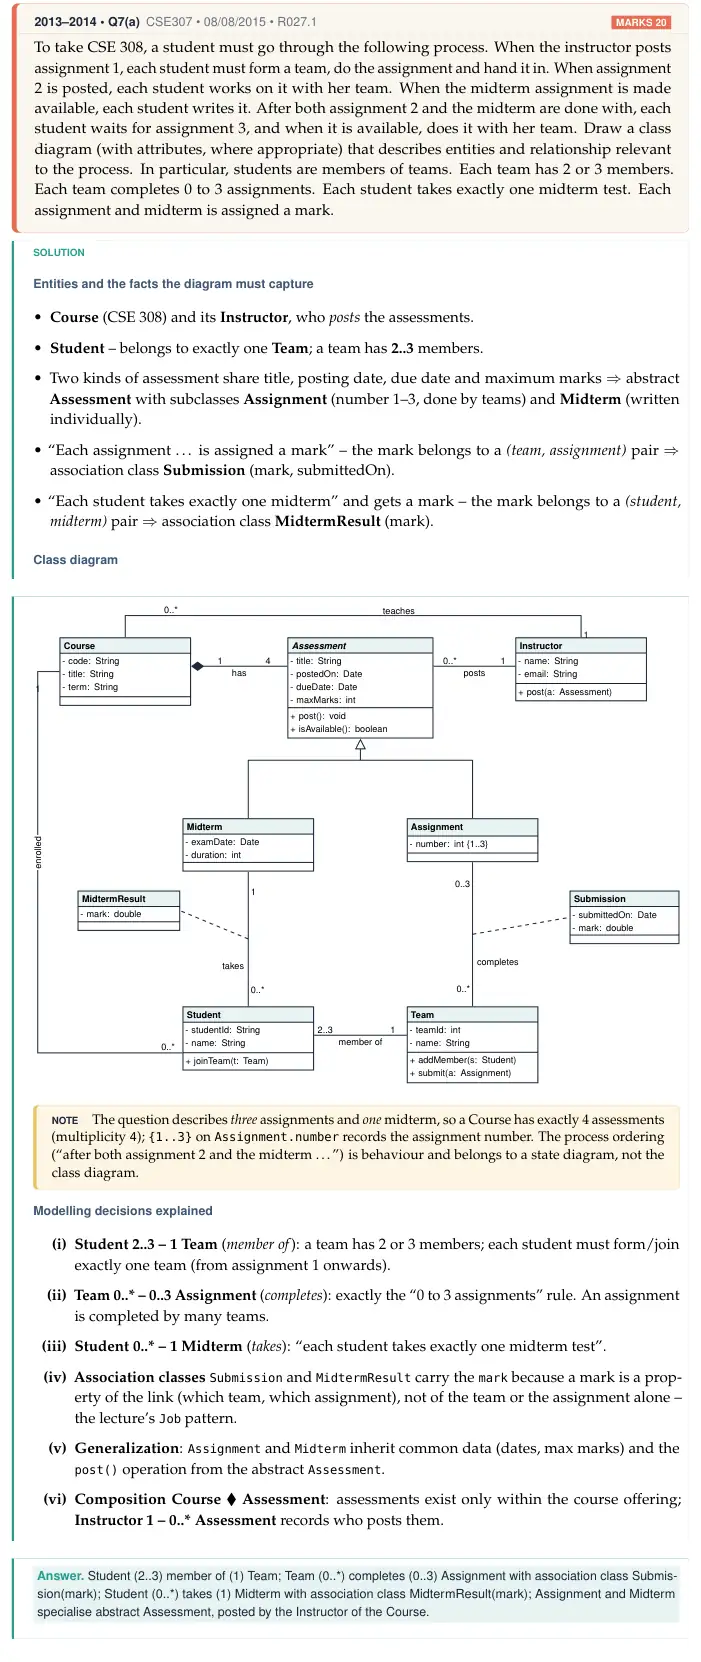 2013–2014 • Q7(a) CSE307 • 08/08/2015 • R027.1
MARKS 20
To take CSE 308, a student must go through the following process. When the instructor posts
assignment 1, each student must form a team, do the assignment and hand it in. When assignment
2 is posted, each student works on it with her team. When the midterm assignment is made
available, each student writes it. After both assignment 2 and the midterm are done with, each
student waits for assignment 3, and when it is available, does it with her team. Draw a class
diagram (with attributes, where appropriate) that describes entities and relationship relevant
to the process. In particular, students are members of teams. Each team has 2 or 3 members.
Each team completes 0 to 3 assignments. Each student takes exactly one midterm test. Each
assignment and midterm is assigned a mark.
SOLUTION
Entities and the facts the diagram must capture
• Course (CSE 308) and its Instructor, who posts the assessments.
• Student – belongs to exactly one Team; a team has 2..3 members.
• Two kinds of assessment share title, posting date, due date and maximum marks ⇒ abstract
Assessment with subclasses Assignment (number 1–3, done by teams) and Midterm (written
individually).
• “Each assignment ... is assigned a mark” – the mark belongs to a (team, assignment) pair ⇒
association class Submission (mark, submittedOn).
• “Each student takes exactly one midterm” and gets a mark – the mark belongs to a (student,
midterm) pair ⇒ association class MidtermResult (mark).
Class diagram
0..*
teaches
1
Course
- code: String
- title: String
- term: String
1
4
has
Assessment
- title: String
- postedOn: Date
- dueDate: Date
- maxMarks: int
+ post(): void
+ isAvailable(): boolean
0..*
1
posts
Instructor
- name: String
- email: String
+ post(a: Assessment)
1
enrolled
0..*
Midterm
- examDate: Date
- duration: int
Assignment
- number: int {1..3}
MidtermResult
- mark: double
1
takes
0..*
0..3
completes
0..*
Submission
- submittedOn: Date
- mark: double
Student
- studentId: String
- name: String
+ joinTeam(t: Team)
2..3
1
member of
Team
- teamId: int
- name: String
+ addMember(s: Student)
+ submit(a: Assignment)
NOTE The question describes three assignments and one midterm, so a Course has exactly 4 assessments
(multiplicity 4); {1..3} on Assignment.number records the assignment number. The process ordering
(“after both assignment 2 and the midterm ...”) is behaviour and belongs to a state diagram, not the
class diagram.
Modelling decisions explained
(i) Student 2..3 – 1 Team (member of): a team has 2 or 3 members; each student must form/join
exactly one team (from assignment 1 onwards).
(ii) Team 0..* – 0..3 Assignment (completes): exactly the “0 to 3 assignments” rule. An assignment
is completed by many teams.
(iii) Student 0..* – 1 Midterm (takes): “each student takes exactly one midterm test”.
(iv) Association classes Submission and MidtermResult carry the mark because a mark is a prop-
erty of the link (which team, which assignment), not of the team or the assignment alone –
the lecture’s Job pattern.
(v) Generalization: Assignment and Midterm inherit common data (dates, max marks) and the
post() operation from the abstract Assessment.
(vi) Composition Course ♦ Assessment: assessments exist only within the course offering;
Instructor 1 – 0..* Assessment records who posts them.
Answer. Student (2..3) member of (1) Team; Team (0..*) completes (0..3) Assignment with association class Submis-
sion(mark); Student (0..*) takes (1) Midterm with association class MidtermResult(mark); Assignment and Midterm
specialise abstract Assessment, posted by the Instructor of the Course.